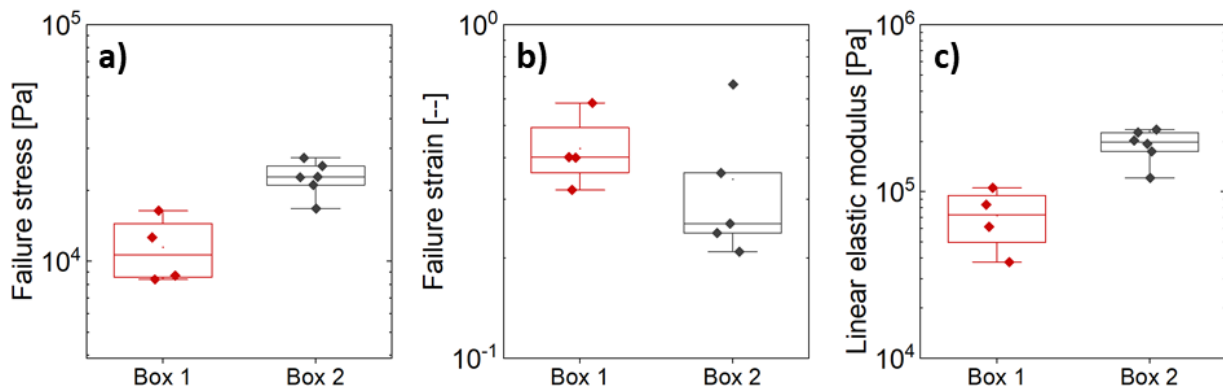 a)
Failure stress [Pa]
10^5
10^4
Box 1 Box 2
b)
Failure strain [--]
10^0
10^-1
Box 1 Box 2
c)
Linear elastic modulus [Pa]
10^6
10^5
10^4
Box 1 Box 2